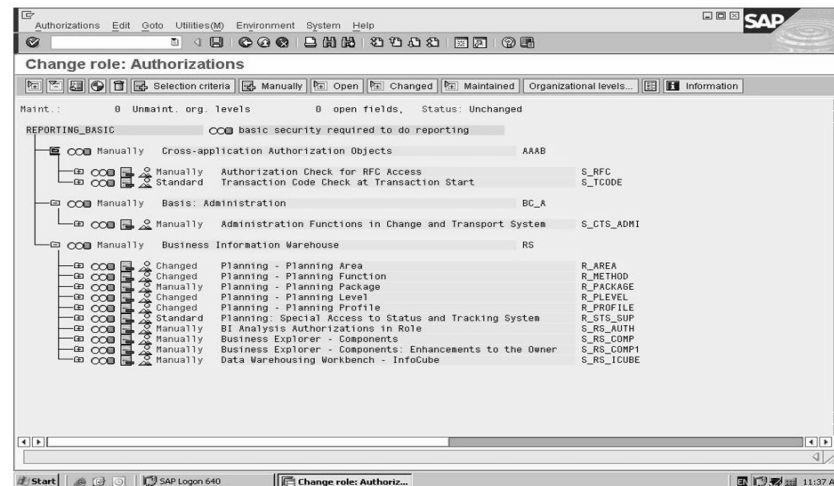 Authorizations Edit Goto Utilities(M) Environment System Help
SAP
Change role: Authorizations
Selection criteria Manually Open Changed Maintained Organizational levels... Information
Maint.: 0 Unmaint. org. levels 0 open fields, Status: Unchanged
REPORTING_BASIC basic security required to do reporting
Manually Cross-application Authorization Objects AAAB
Manually Authorization Check for RFC Access S_RFC
Standard Transaction Code Check at Transaction Start S_TCODE
Manually Basis: Administration BC_A
Manually Administration Functions in Change and Transport System S_CTS_ADMI
Manually Business Information Warehouse RS
Changed Planning - Planning Area R_AREA
Changed Planning - Planning Function R_METHOD
Manually Planning - Planning Package R_PACKAGE
Changed Planning - Planning Level R_PLEVEL
Changed Planning - Planning Profile R_PROFILE
Standard Planning: Special Access to Status and Tracking System R_STS_SUP
Manually BI Analysis Authorizations in Role S_RS_AUTH
Manually Business Explorer - Components S_RS_COMP
Manually Business Explorer - Components: Enhancements to the Owner S_RS_COMP1
Manually Data Warehousing Workbench - InfoCube S_RS_ICUBE
Start SAP Logon 640 Change role: Authoriz... EN 11:37 A